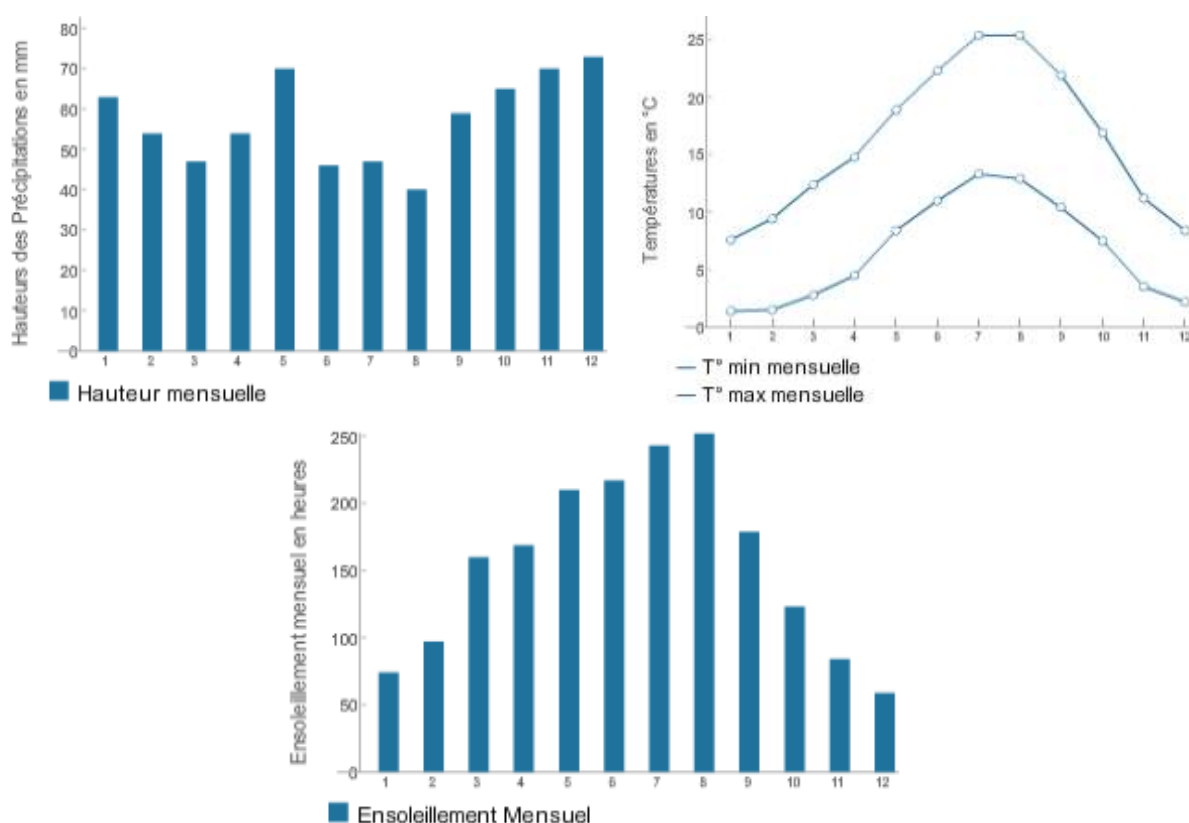 Hauteurs des Précipitations en mm
80
70
60
50
40
30
20
10
0
1 2 3 4 5 6 7 8 9 10 11 12
Hauteur mensuelle
Températures en °C
25
20
15
10
5
0
1 2 3 4 5 6 7 8 9 10 11 12
T° min mensuelle
T° max mensuelle
Ensoleillement mensuel en heures
250
200
150
100
50
0
1 2 3 4 5 6 7 8 9 10 11 12
Ensoleillement Mensuel